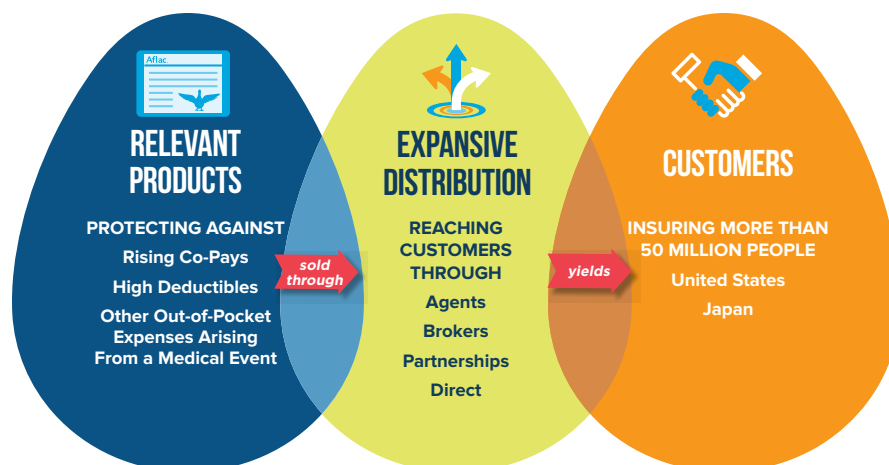 Aflac
RELEVANT
PRODUCTS
PROTECTING AGAINST
Rising Co-Pays
High Deductibles
Other Out-of-Pocket
Expenses Arising
From a Medical Event
sold
through
EXPANSIVE
DISTRIBUTION
REACHING
CUSTOMERS
THROUGH
Agents
Brokers
Partnerships
Direct
yields
CUSTOMERS
INSURING MORE THAN
50 MILLION PEOPLE
United States
Japan